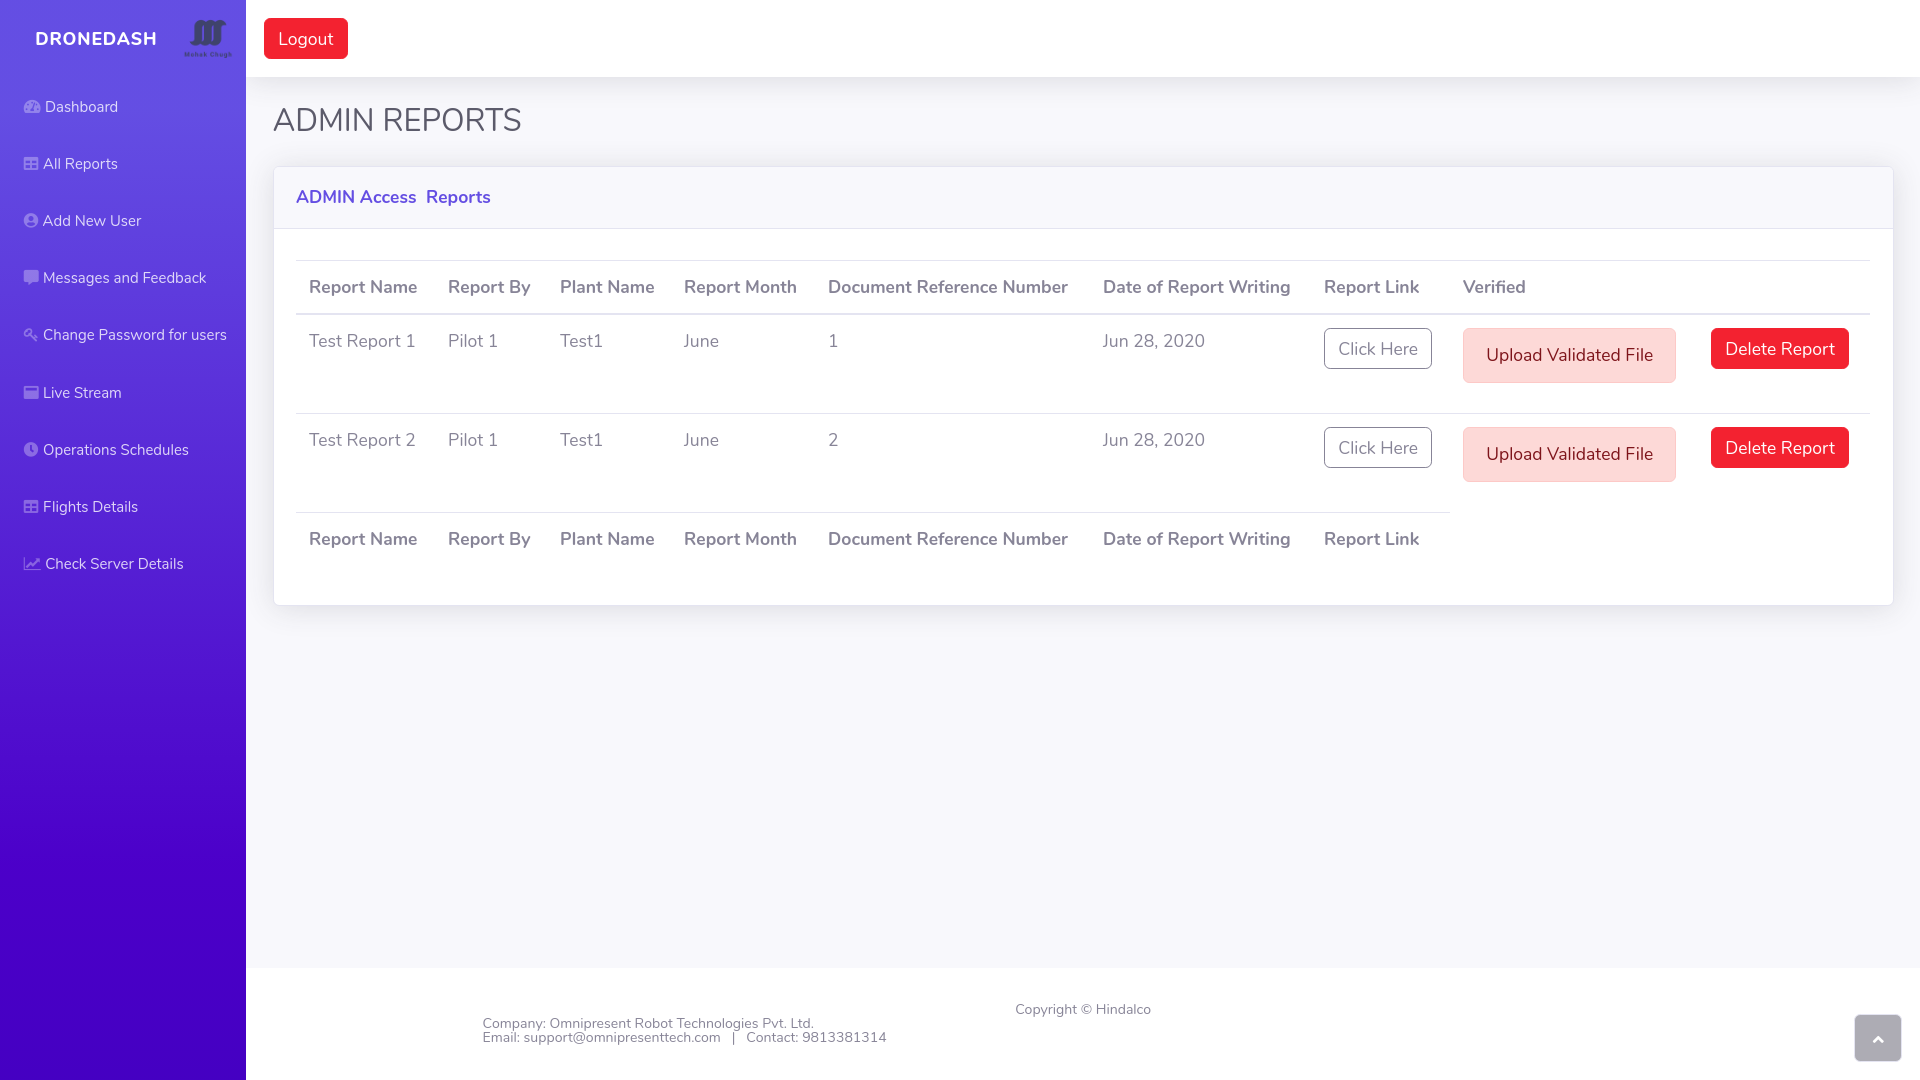 DRONEDASH
Mehak Chugh
Logout
Dashboard
All Reports
Add New User
Messages and Feedback
Change Password for users
Live Stream
Operations Schedules
Flights Details
Check Server Details
ADMIN REPORTS
ADMIN Access Reports
Report Name Report By Plant Name Report Month Document Reference Number Date of Report Writing Report Link Verified
Test Report 1 Pilot 1 Test1 June 1 Jun 28, 2020 Click Here Upload Validated File Delete Report
Test Report 2 Pilot 1 Test1 June 2 Jun 28, 2020 Click Here Upload Validated File Delete Report
Report Name Report By Plant Name Report Month Document Reference Number Date of Report Writing Report Link
Copyright © Hindalco
Company: Omnipresent Robot Technologies Pvt. Ltd.
Email: support@omnipresenttech.com | Contact: 9813381314